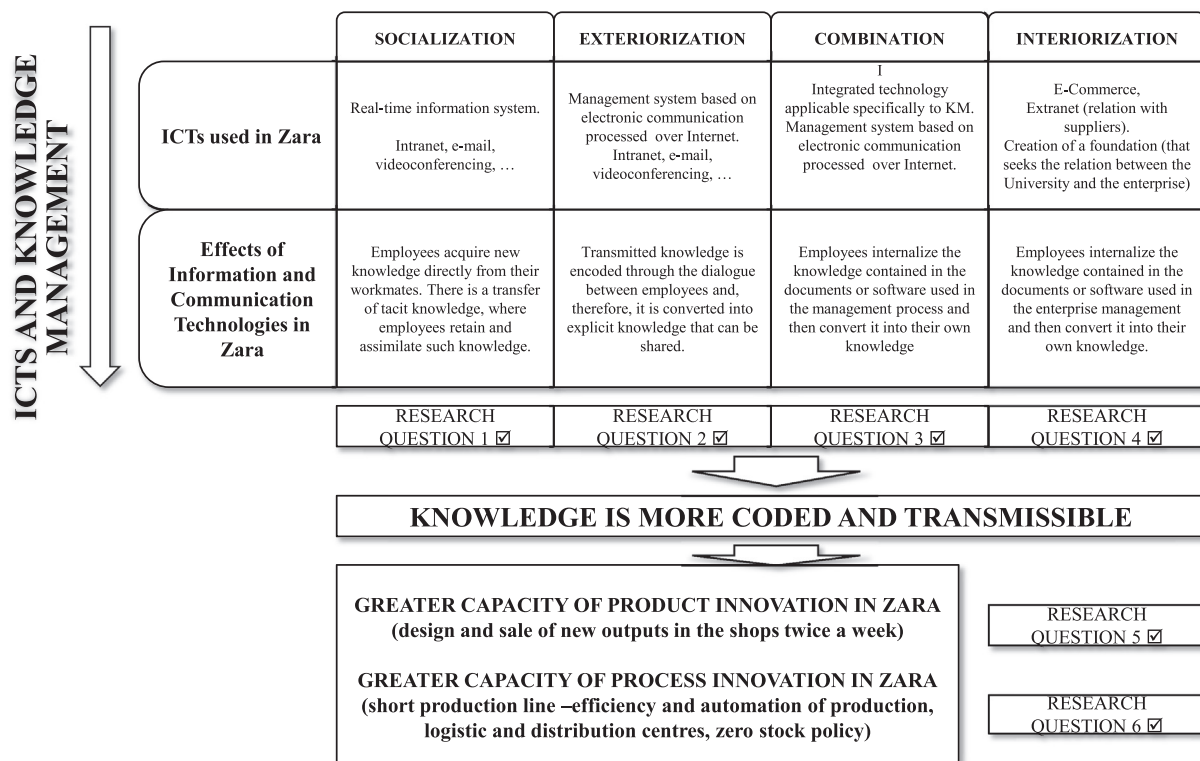 ICTS AND KNOWLEDGE
MANAGEMENT
SOCIALIZATION
EXTERIORIZATION
COMBINATION
INTERIORIZATION
ICTs used in Zara
Real-time information system.
Intranet, e-mail,
videoconferencing, …
Management system based on
electronic communication
processed over Internet.
Intranet, e-mail,
videoconferencing, …
I
Integrated technology
applicable specifically to KM.
Management system based on
electronic communication
processed over Internet.
E-Commerce,
Extranet (relation with
suppliers).
Creation of a foundation (that
seeks the relation between the
University and the enterprise)
Effects of
Information and
Communication
Technologies in
Zara
Employees acquire new
knowledge directly from their
workmates. There is a transfer
of tacit knowledge, where
employees retain and
assimilate such knowledge.
Transmitted knowledge is
encoded through the dialogue
between employees and,
therefore, it is converted into
explicit knowledge that can be
shared.
Employees internalize the
knowledge contained in the
documents or software used in
the management process and
then convert it into their own
knowledge
Employees internalize the
knowledge contained in the
documents or software used in
the enterprise management
and then convert it into their
own knowledge.
RESEARCH
QUESTION 1 ☑
RESEARCH
QUESTION 2 ☑
RESEARCH
QUESTION 3 ☑
RESEARCH
QUESTION 4 ☑
KNOWLEDGE IS MORE CODED AND TRANSMISSIBLE
GREATER CAPACITY OF PRODUCT INNOVATION IN ZARA
(design and sale of new outputs in the shops twice a week)
RESEARCH
QUESTION 5 ☑
GREATER CAPACITY OF PROCESS INNOVATION IN ZARA
(short production line –efficiency and automation of production,
logistic and distribution centres, zero stock policy)
RESEARCH
QUESTION 6 ☑